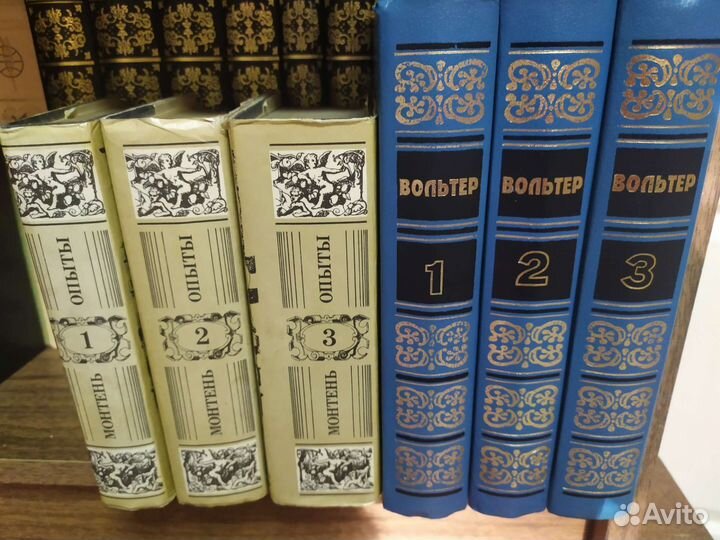 МОНТЕНЬ 1 ОПЫТЫ
МОНТЕНЬ 2 ОПЫТЫ
МОНТЕНЬ 3 ОПЫТЫ
ВОЛЬТЕР
1
ВОЛЬТЕР
2
ВОЛЬТЕР
3
Avito